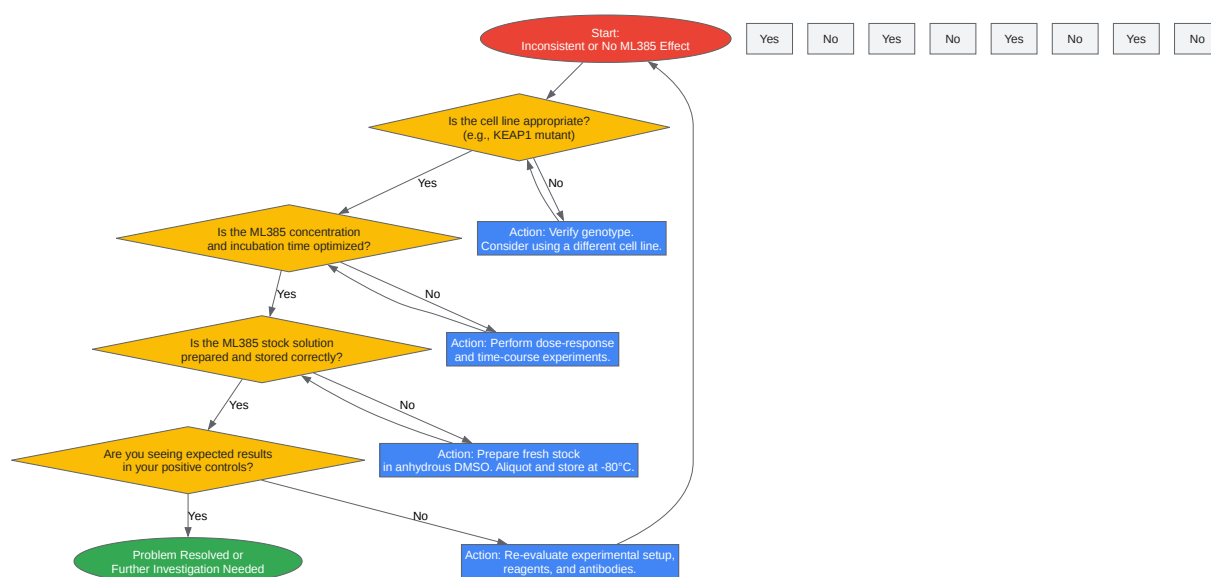 Start:
Inconsistent or No ML385 Effect
Yes
No
Yes
No
Yes
No
Yes
No
Is the cell line appropriate?
(e.g., KEAP1 mutant)
Yes
No
Is the ML385 concentration
and incubation time optimized?
Action: Verify genotype.
Consider using a different cell line.
Yes
No
Is the ML385 stock solution
prepared and stored correctly?
Action: Perform dose-response
and time-course experiments.
Yes
No
Are you seeing expected results
in your positive controls?
Action: Prepare fresh stock
in anhydrous DMSO. Aliquot and store at -80°C.
Yes
No
Problem Resolved or
Further Investigation Needed
Action: Re-evaluate experimental setup,
reagents, and antibodies.